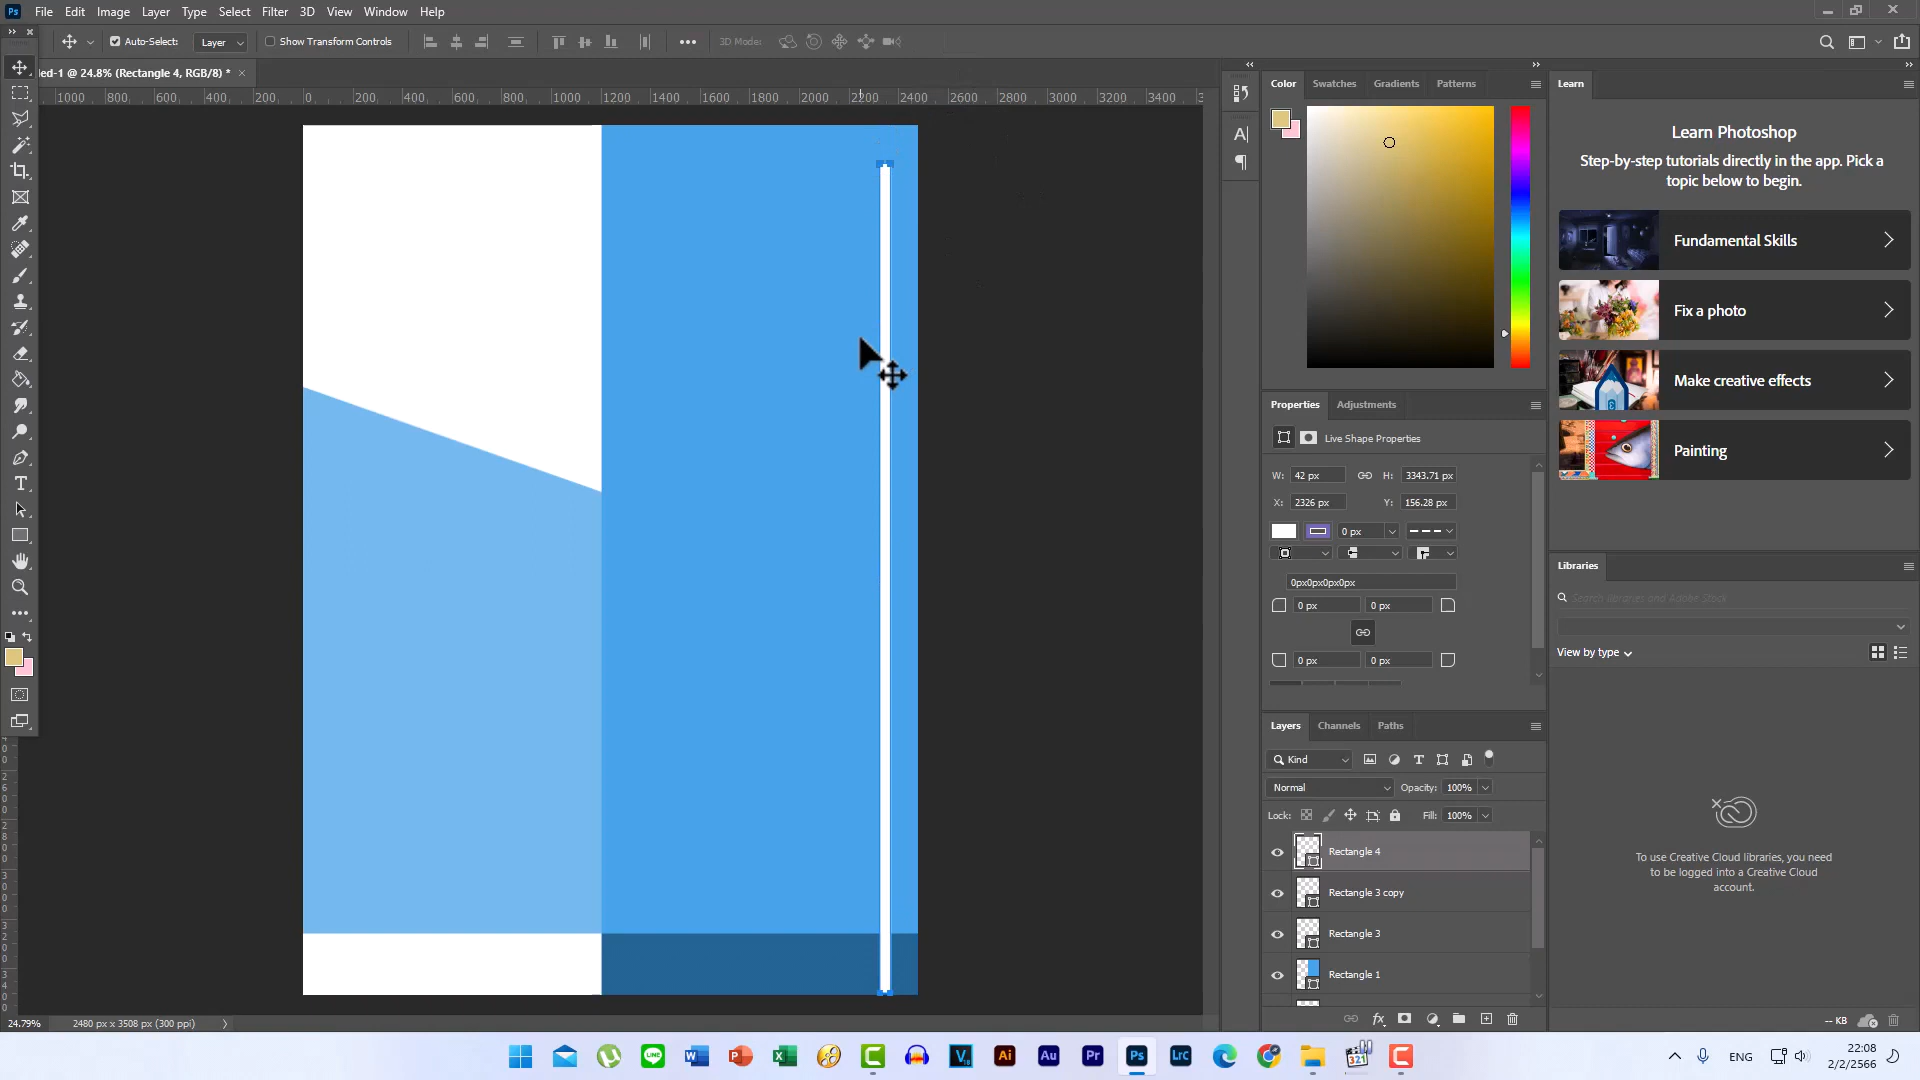 Ps File Edit Image Layer Type Select Filter 3D View Window Help
Auto-Select: Layer Show Transform Controls 3D Mode:
led-1 @ 24.8% (Rectangle 4, RGB/8) *
1000 800 600 400 200 0 200 400 600 800 1000 1200 1400 1600 1800 2000 2200 2400 2600 2800 3000 3200 3400
Color Swatches Gradients Patterns
Learn
Learn Photoshop
Step-by-step tutorials directly in the app. Pick a
topic below to begin.
Fundamental Skills
Fix a photo
Make creative effects
Painting
Properties Adjustments
Live Shape Properties
W: 42 px H: 3343.71 px
X: 2326 px Y: 156.28 px
0 px
0px0px0px0px
0 px 0 px
0 px 0 px
Libraries
Search libraries and Adobe Stock
View by type
To use Creative Cloud libraries, you need
to be logged into a Creative Cloud
account.
-- KB
Layers Channels Paths
Kind
Normal Opacity: 100%
Lock: Fill: 100%
Rectangle 4
Rectangle 3 copy
Rectangle 3
Rectangle 1
24.79% 2480 px x 3508 px (300 ppi)
ENG
22:08
2/2/2566